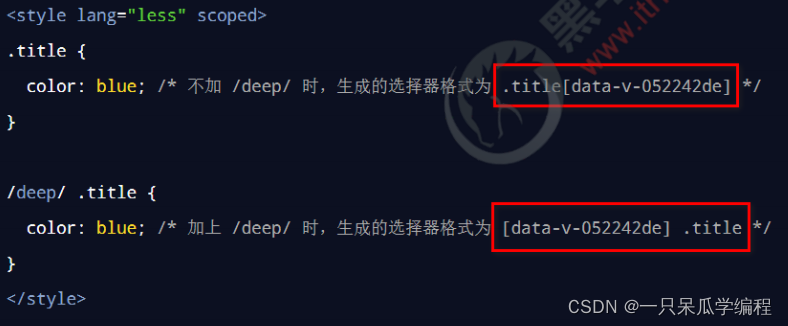 <style lang="less" scoped>
.title {
color: blue; /* 不加 /deep/ 时，生成的选择器格式为 .title[data-v-052242de] */
}
/deep/ .title {
color: blue; /* 加上 /deep/ 时，生成的选择器格式为 [data-v-052242de] .title */
}
</style>
CSDN @一只呆瓜学编程